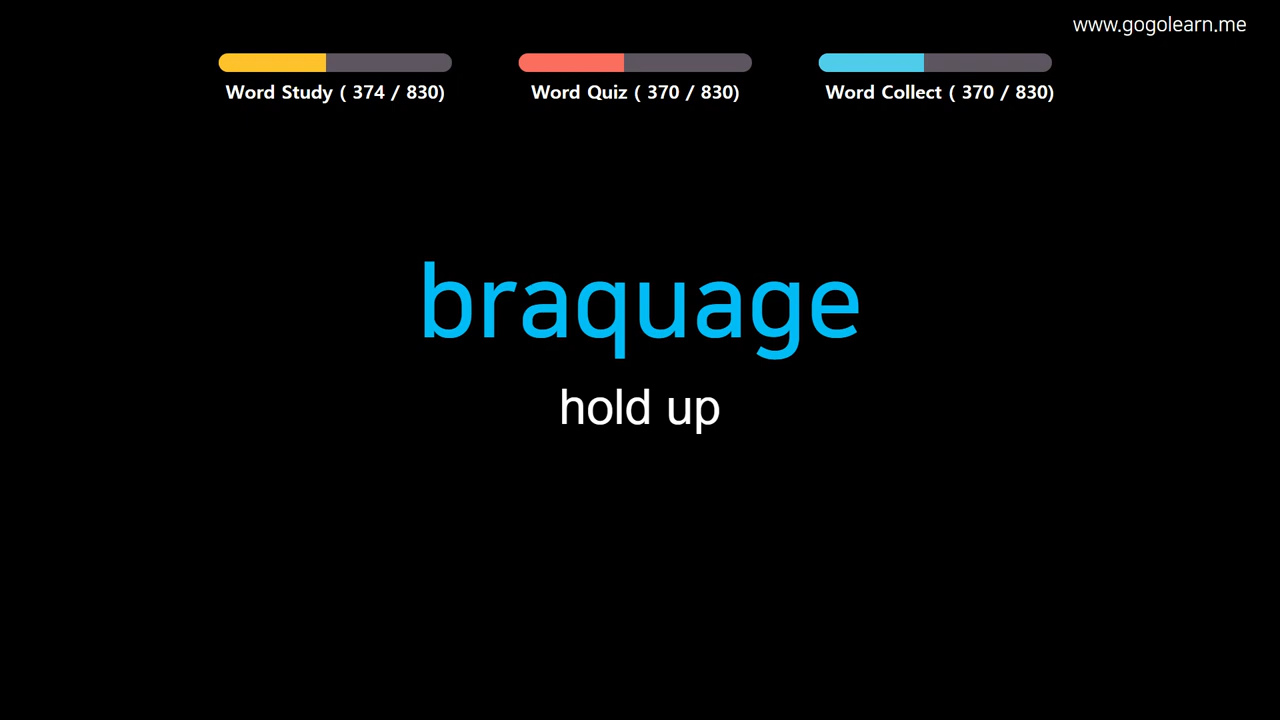 www.gogolearn.me
Word Study ( 374 / 830)
Word Quiz ( 370 / 830)
Word Collect ( 370 / 830)
braquage
hold up